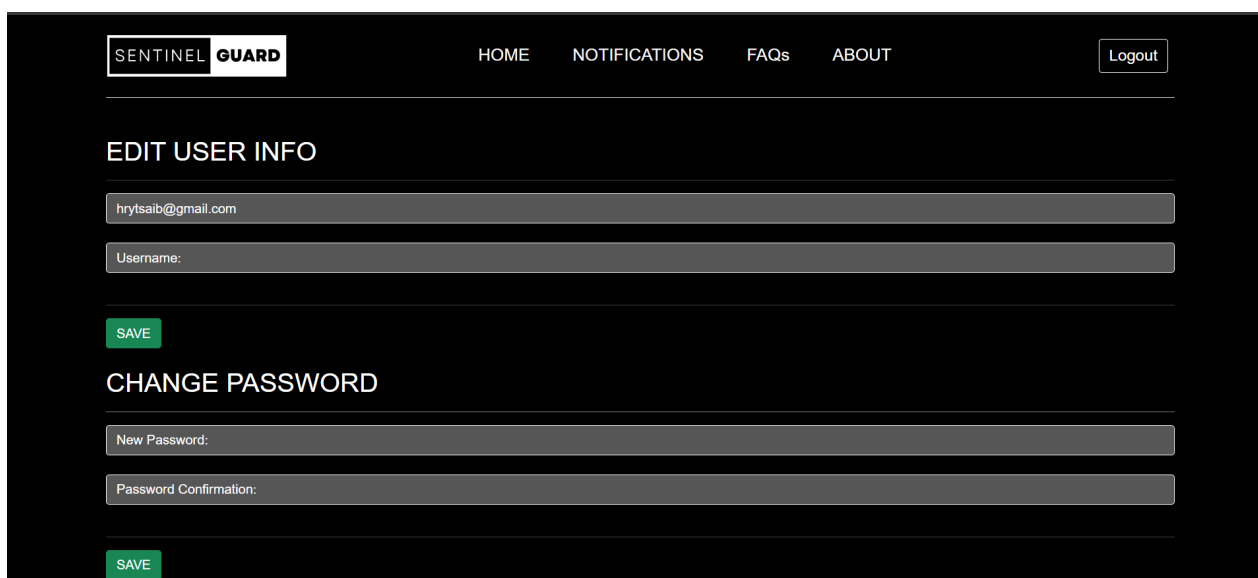 SENTINEL GUARD HOME NOTIFICATIONS FAQs ABOUT Logout
EDIT USER INFO
hrytsaib@gmail.com
Username:
SAVE
CHANGE PASSWORD
New Password:
Password Confirmation:
SAVE